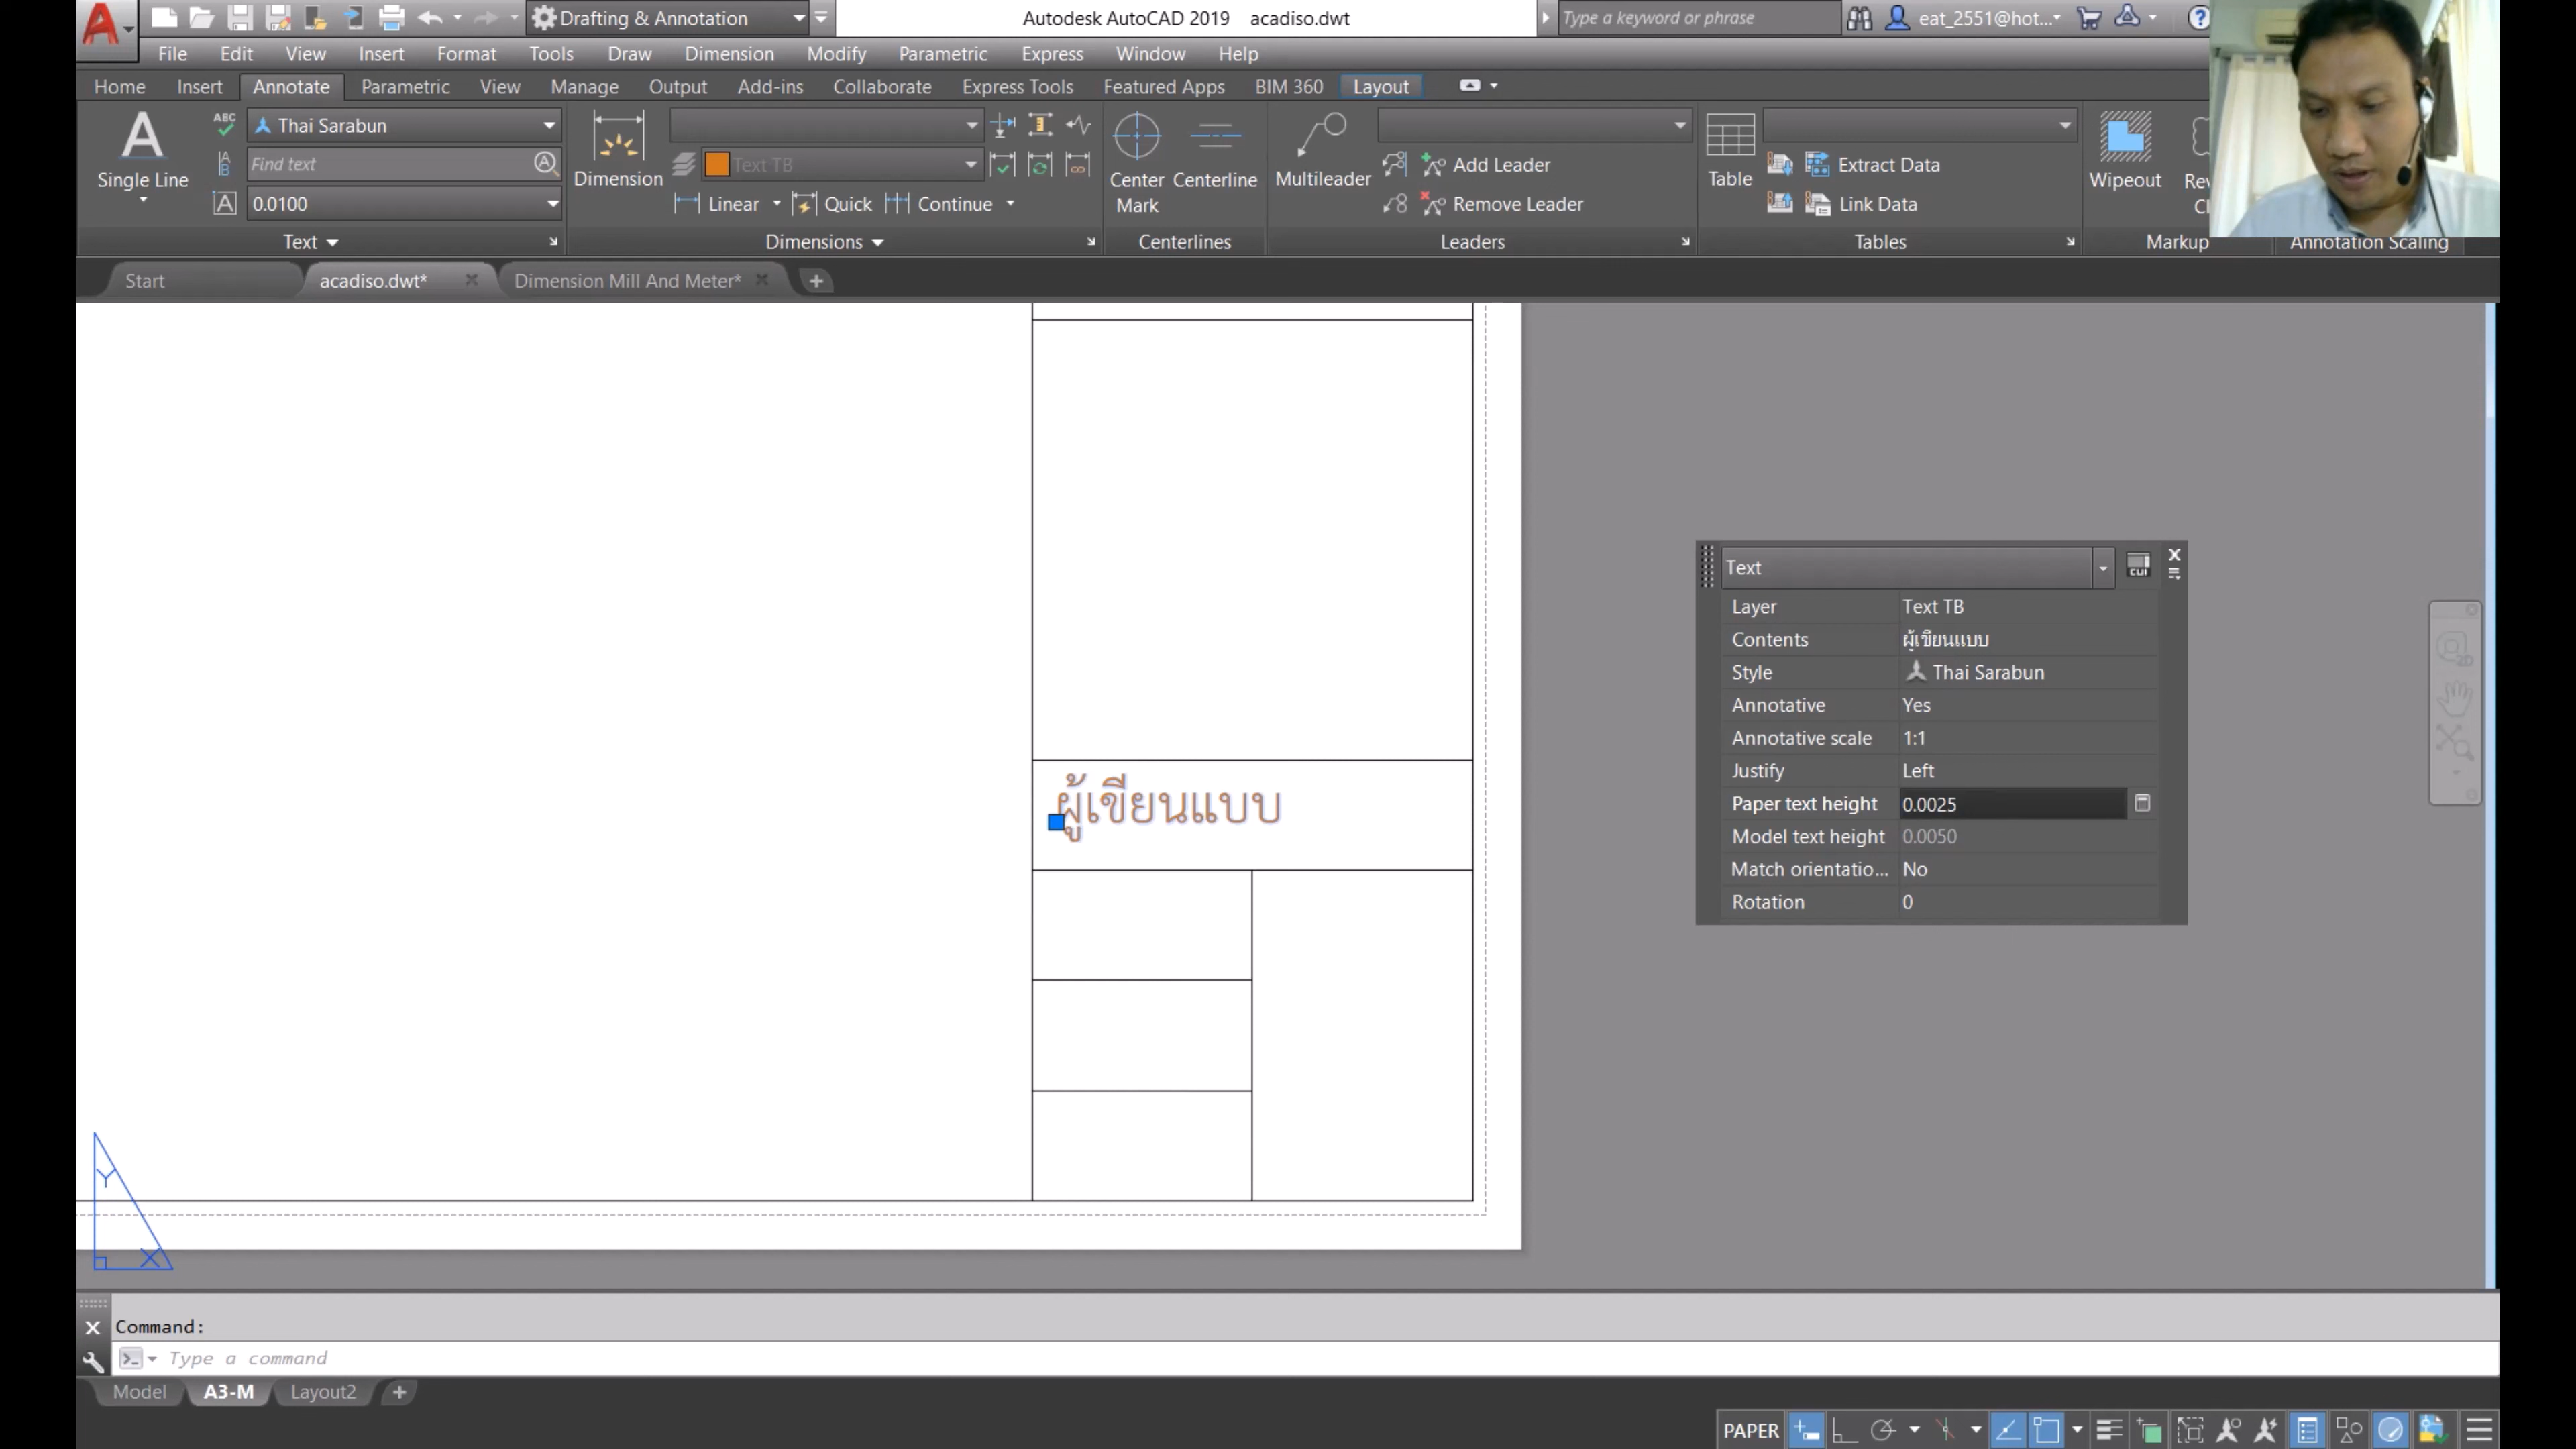 Drafting & Annotation
Autodesk AutoCAD 2019 acadiso.dwt
Type a keyword or phrase
eat_2551@hot...
File Edit View Insert Format Tools Draw Dimension Modify Parametric Express Window Help
Home Insert Annotate Parametric View Manage Output Add-ins Collaborate Express Tools Featured Apps BIM 360 Layout
Single Line
ABC
Thai Sarabun
Find text
0.0100
Text
Dimension
Text TB
Linear Quick Continue
Dimensions
Center Mark
Centerline
Centerlines
Multileader
Add Leader
Remove Leader
Leaders
Table
Extract Data
Link Data
Tables
Wipeout
Markup
Annotation Scaling
Start acadiso.dwt* Dimension Mill And Meter*
ผู้เขียนแบบ
Text
CUI
Layer Text TB
Contents ผู้เขียนแบบ
Style Thai Sarabun
Annotative Yes
Annotative scale 1:1
Justify Left
Paper text height 0.0025
Model text height 0.0050
Match orientatio... No
Rotation 0
Y
X
Command:
Type a command
Model A3-M Layout2
PAPER